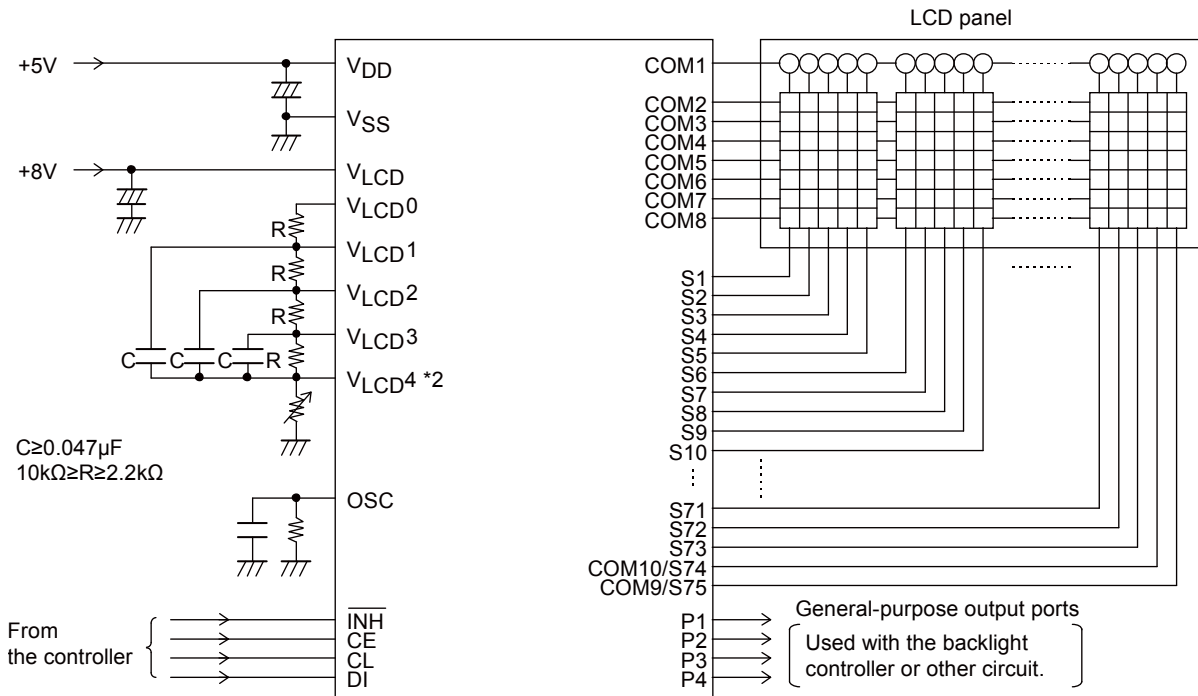 LCD panel
+5V
VDD
VSS
+8V
VLCD
VLCD0
R
VLCD1
R
VLCD2
R
VLCD3
C
C
C
R
VLCD4 *2
C≥0.047µF
10kΩ≥R≥2.2kΩ
OSC
From
the controller
INH
CE
CL
DI
COM1
COM2
COM3
COM4
COM5
COM6
COM7
COM8
S1
S2
S3
S4
S5
S6
S7
S8
S9
S10
S71
S72
S73
COM10/S74
COM9/S75
P1
P2
P3
P4
General-purpose output ports
Used with the backlight
controller or other circuit.